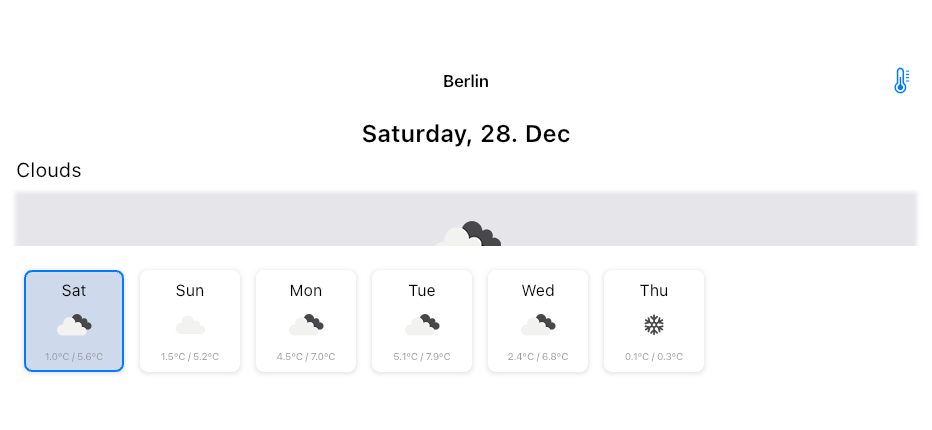 Berlin
Saturday, 28. Dec
Clouds
Sat
1.0°C / 5.6°C
Sun
1.5°C / 5.2°C
Mon
4.5°C / 7.0°C
Tue
5.1°C / 7.9°C
Wed
2.4°C / 6.8°C
Thu
0.1°C / 0.3°C